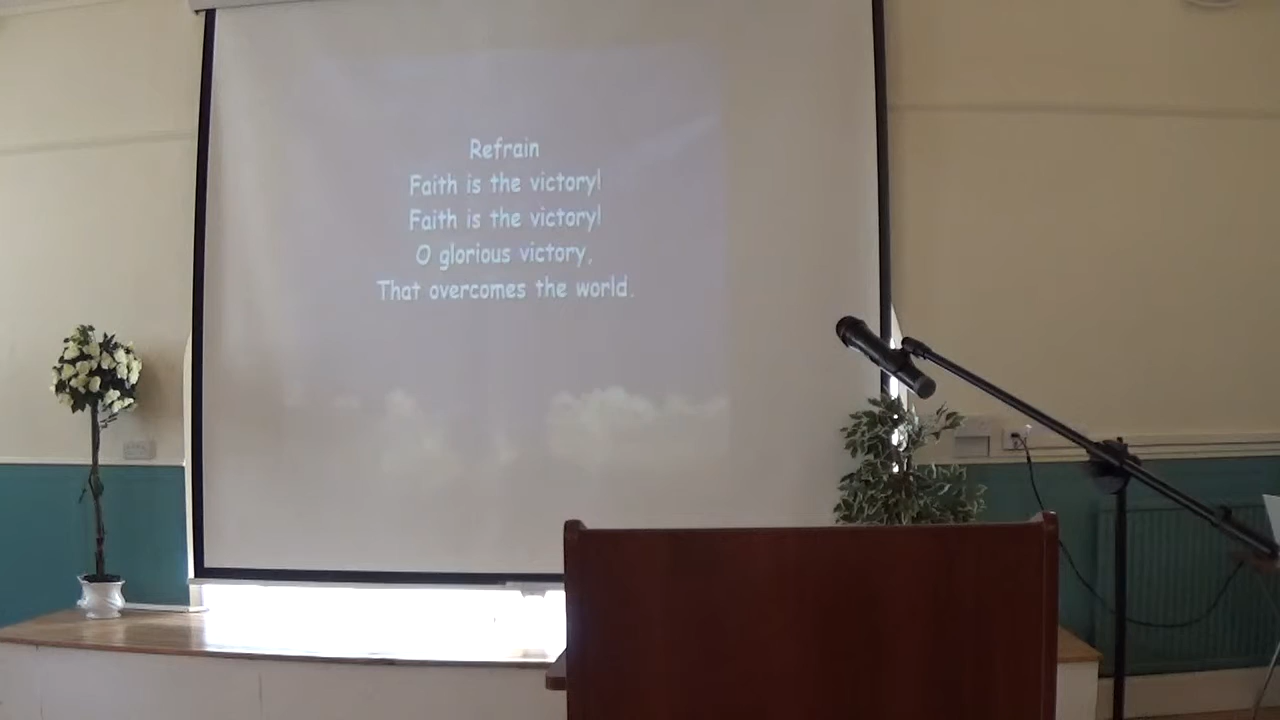 Refrain
Faith is the victory!
Faith is the victory!
O glorious victory,
That overcomes the world.